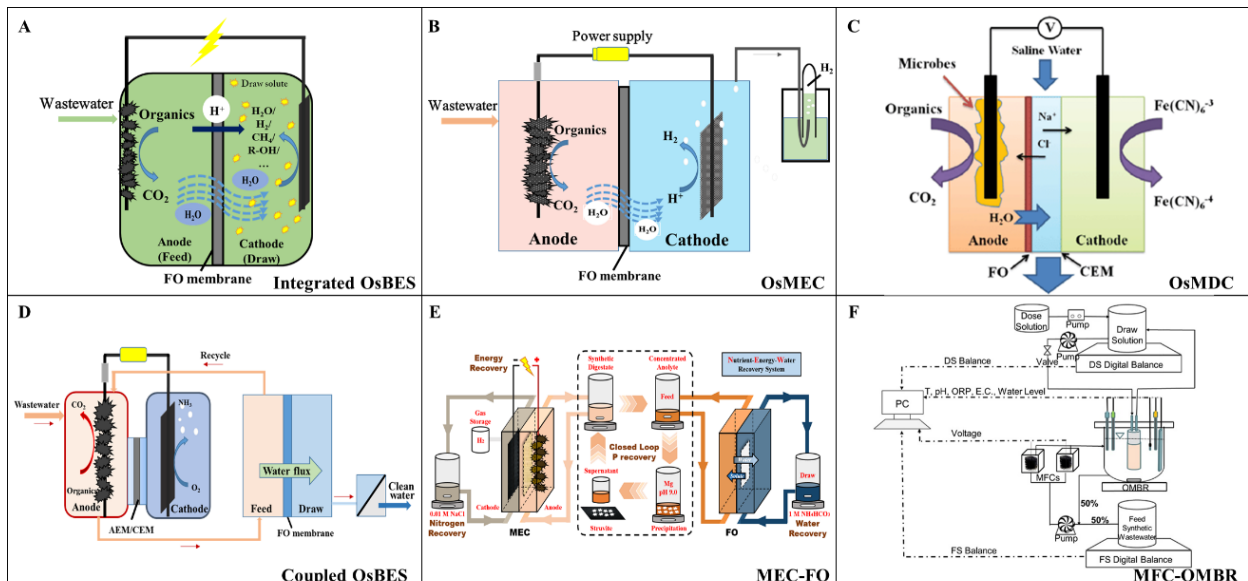 A
Wastewater
Organics
H+
Draw solute
H2O/
H2/
CH4/
R-OH/
...
CO2
H2O
H2O
Anode
(Feed)
Cathode
(Draw)
FO membrane
Integrated OsBES
B
Power supply
H2
Wastewater
Organics
H2
CO2
H2O
H+
H2O
Anode
Cathode
FO membrane
OsMEC
C
V
Saline Water
Microbes
Organics
Na+
Cl-
Fe(CN)6-3
CO2
H2O
Fe(CN)6-4
Anode
Cathode
FO
CEM
OsMDC
D
Recycle
Wastewater
CO2
NH3
Organics
O2
Anode
Cathode
AEM/CEM
Water flux
Feed
Draw
FO membrane
Clean
water
Coupled OsBES
E
Energy
Recovery
Synthetic
Digestate
Concentrated
Anolyte
Nutrient-Energy-Water
Recovery System
Gas
Storage
H2
Feed
Closed Loop
P recovery
Supernatant
Mg
pH 9.0
Draw
Cathode
Anode
0.01 M NaCl
Nitrogen
Recovery
MEC
Struvite
Precipitation
FO
1 M NH4HCO3
Water
Recovery
MEC-FO
F
Dose
Solution
Pump
Draw
Solution
Pump
Valve
DS Balance
DS Digital Balance
T, pH, ORP, E.C., Water Level
PC
Voltage
MFCs
OMBR
50%
50%
Pump
Feed
Synthetic
Wastewater
FS Balance
FS Digital Balance
MFC-OMBR